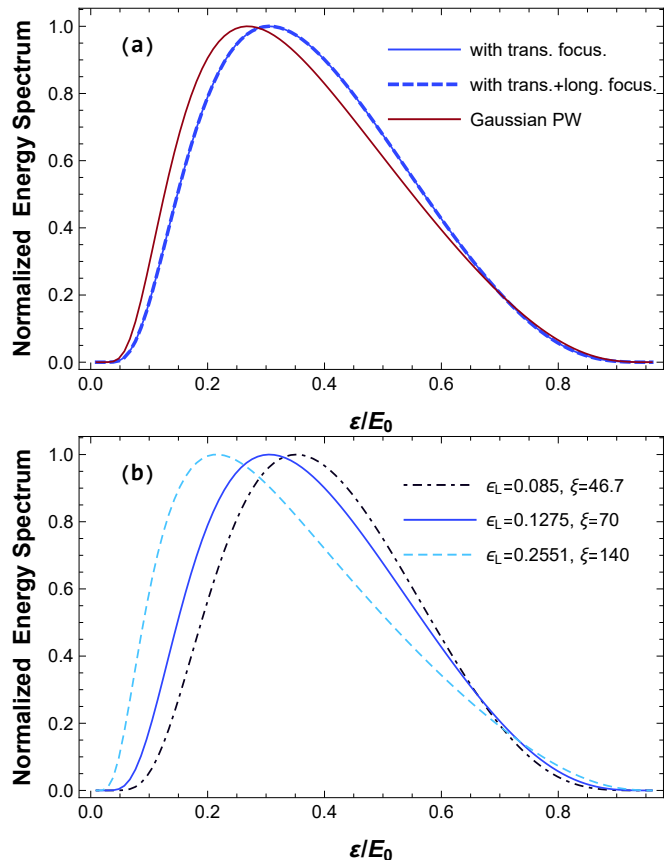 (a)
with trans. focus.
with trans.+long. focus.
Gaussian PW
Normalized Energy Spectrum
1.0
0.8
0.6
0.4
0.2
0.0
0.0 0.2 0.4 0.6 0.8
ε/E₀
(b)
ϵL=0.085, ξ=46.7
ϵL=0.1275, ξ=70
ϵL=0.2551, ξ=140
Normalized Energy Spectrum
1.0
0.8
0.6
0.4
0.2
0.0
0.0 0.2 0.4 0.6 0.8
ε/E₀